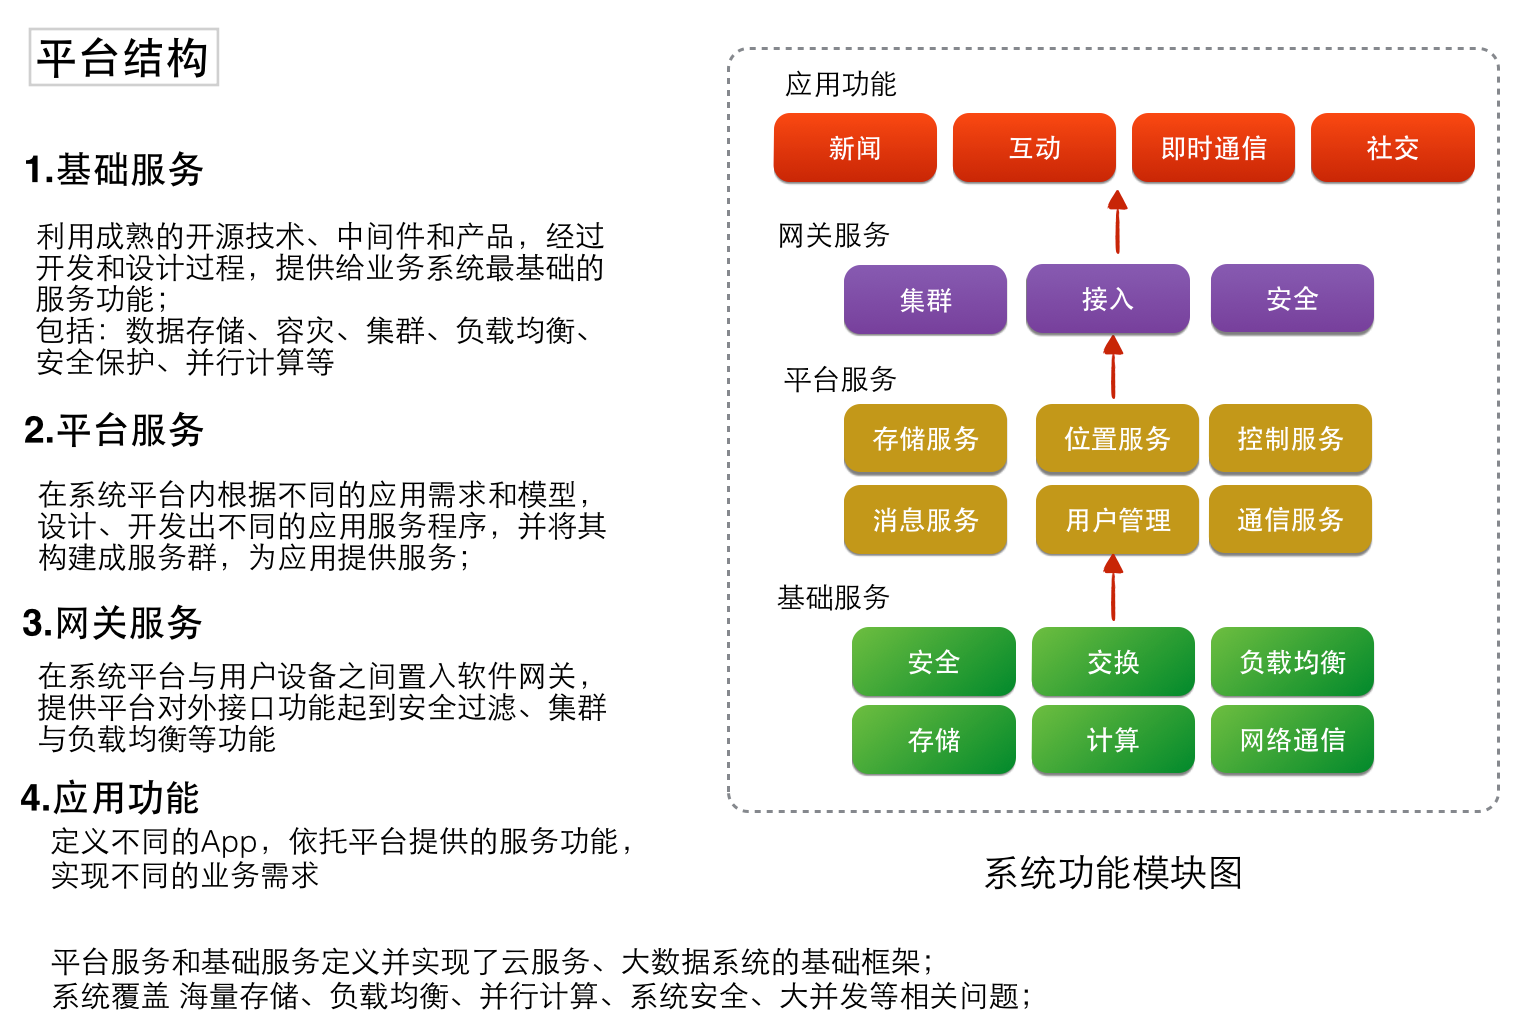 平台结构
1.基础服务
利用成熟的开源技术、中间件和产品，经过
开发和设计过程，提供给业务系统最基础的
服务功能；
包括：数据存储、容灾、集群、负载均衡、
安全保护、并行计算等
2.平台服务
在系统平台内根据不同的应用需求和模型，
设计、开发出不同的应用服务程序，并将其
构建成服务群，为应用提供服务；
3.网关服务
在系统平台与用户设备之间置入软件网关，
提供平台对外接口功能起到安全过滤、集群
与负载均衡等功能
4.应用功能
定义不同的App，依托平台提供的服务功能，
实现不同的业务需求
应用功能
新闻 互动 即时通信 社交
网关服务
集群 接入 安全
平台服务
存储服务 位置服务 控制服务
消息服务 用户管理 通信服务
基础服务
安全 交换 负载均衡
存储 计算 网络通信
系统功能模块图
平台服务和基础服务定义并实现了云服务、大数据系统的基础框架；
系统覆盖 海量存储、负载均衡、并行计算、系统安全、大并发等相关问题；